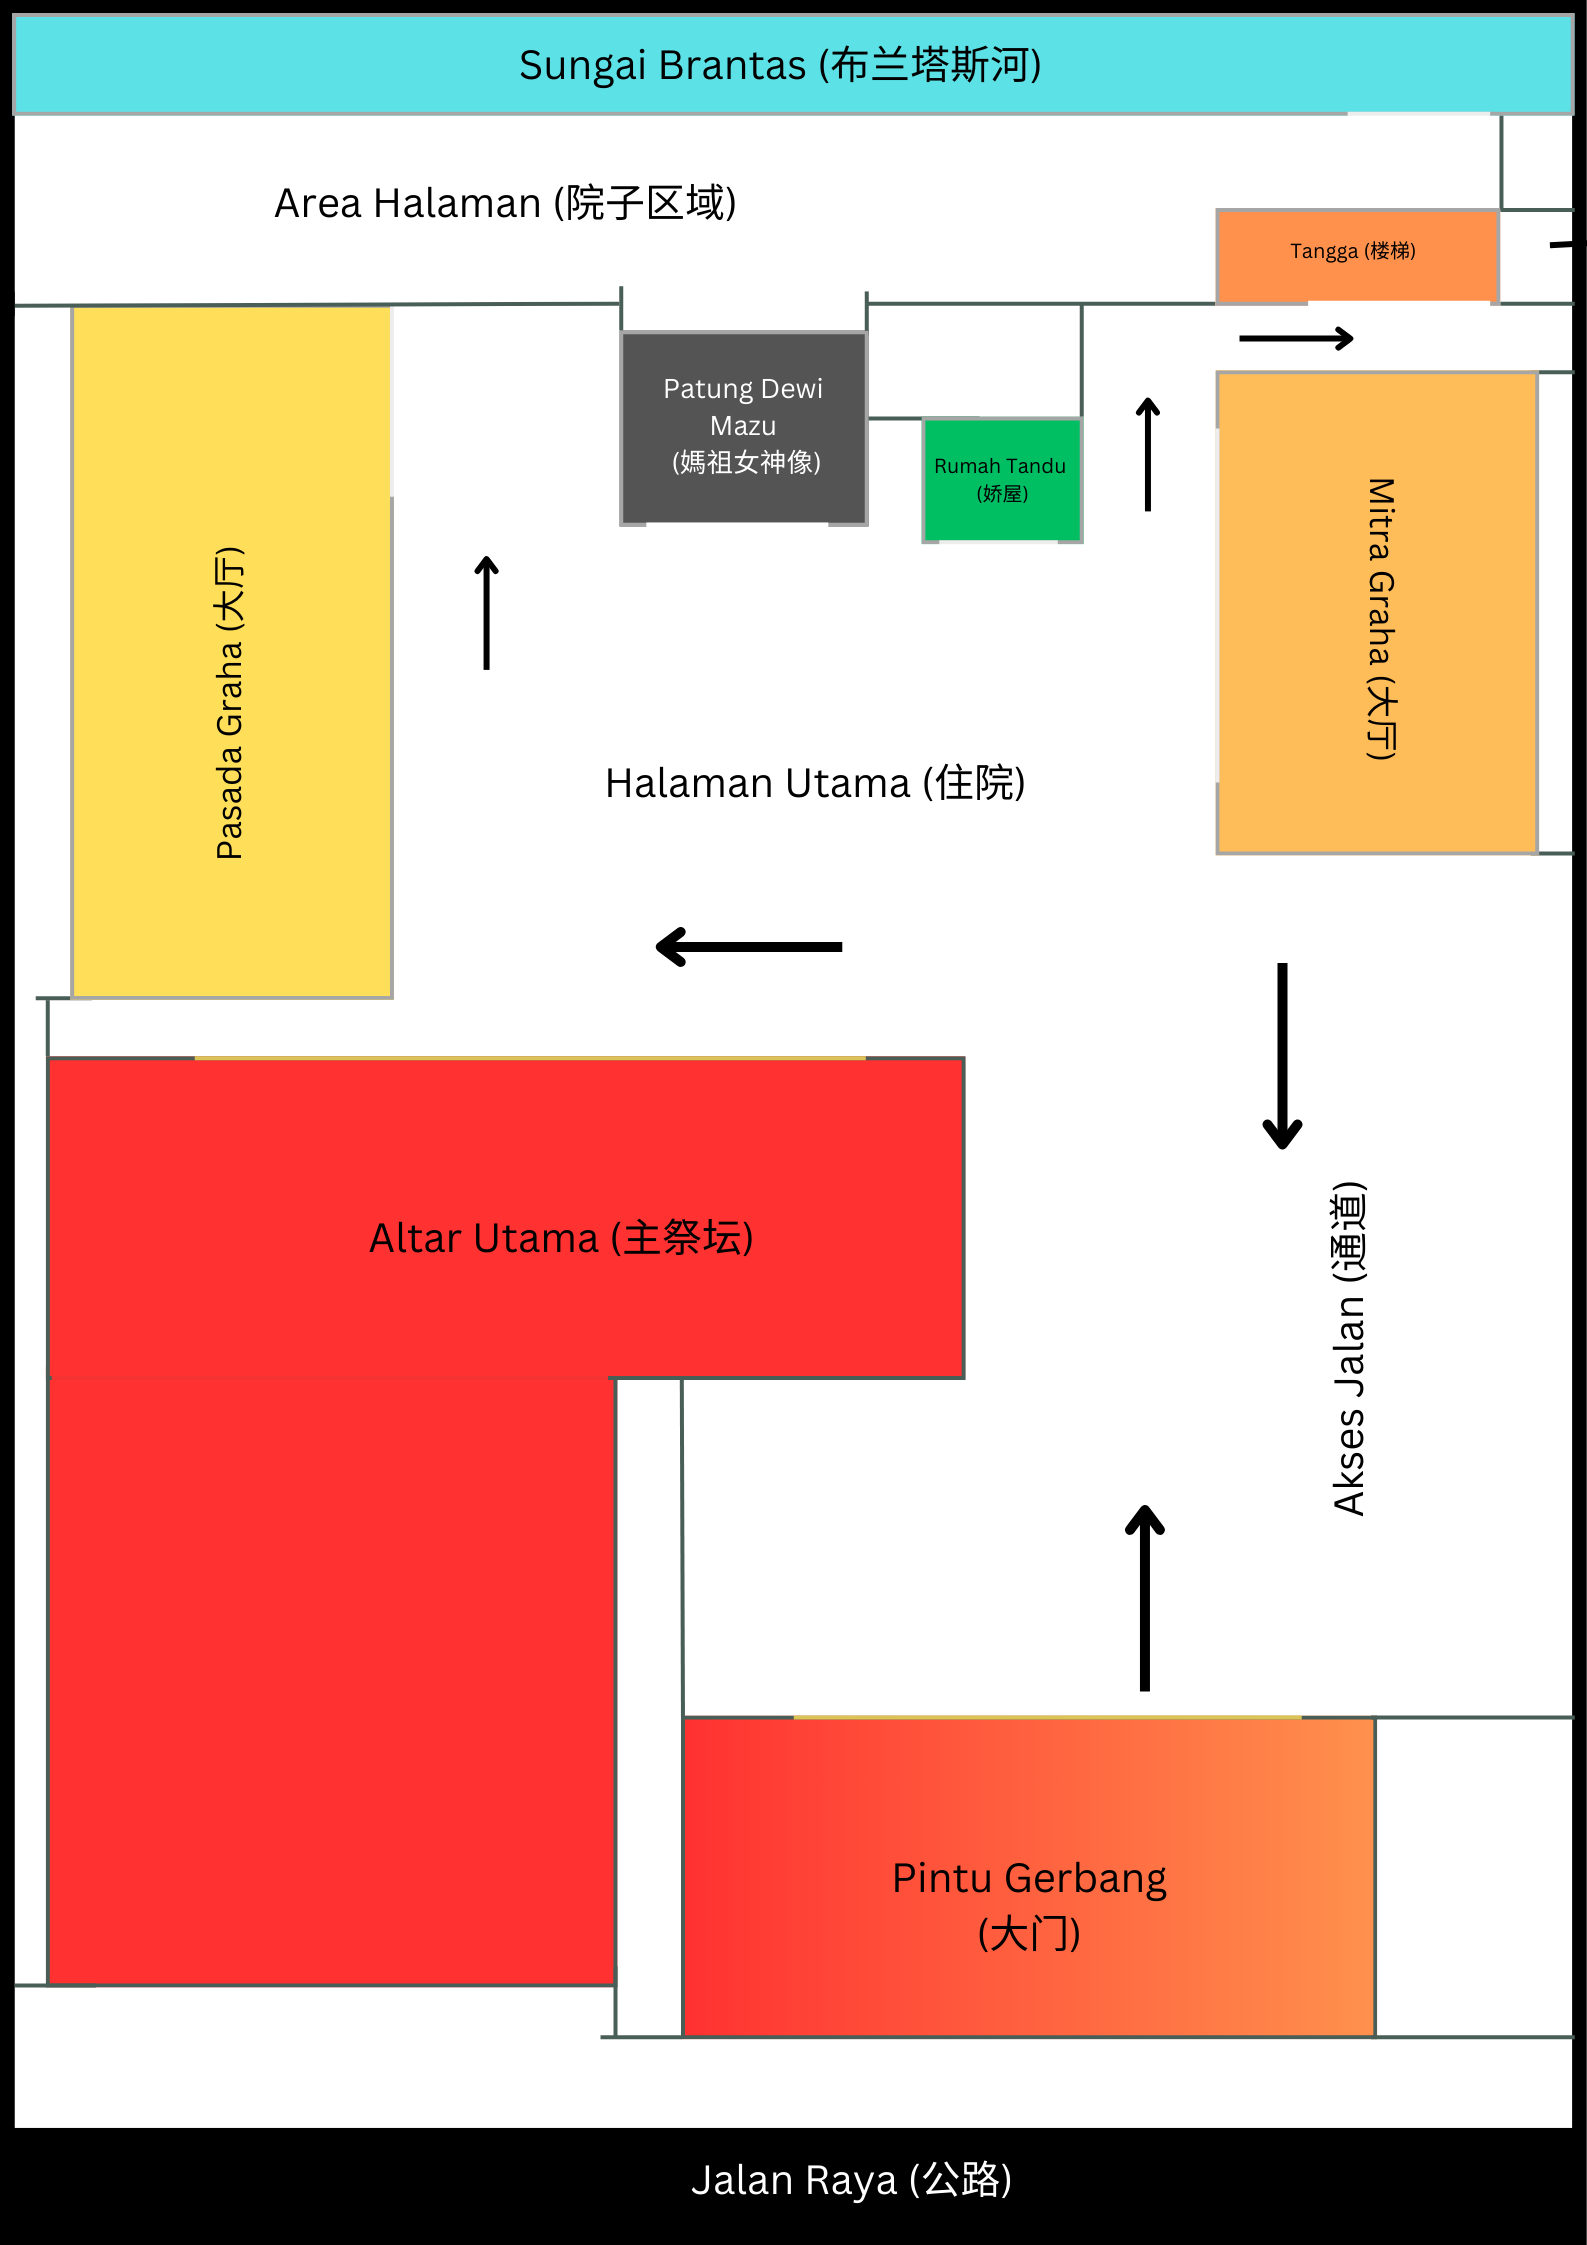 Sungai Brantas (布兰塔斯河)
Area Halaman (院子区域)
Tangga (楼梯)
Patung Dewi
Mazu
(媽祖女神像)
Rumah Tandu
(娇屋)
Mitra Graha (大厅)
Pasada Graha (大厅)
Halaman Utama (住院)
Altar Utama (主祭坛)
Akses Jalan (通道)
Pintu Gerbang
(大门)
Jalan Raya (公路)